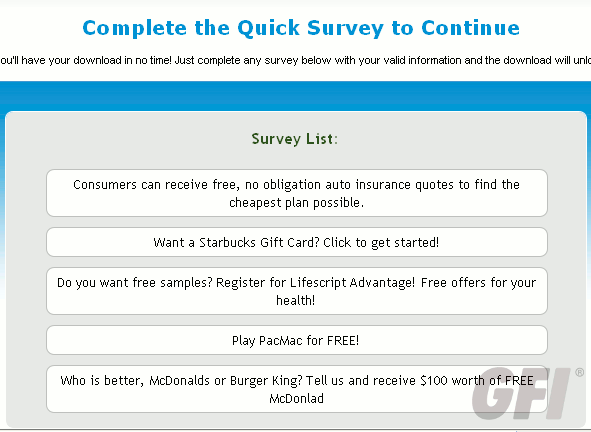 Complete the Quick Survey to Continue
ou'll have your download in no time! Just complete any survey below with your valid information and the download will unlo
Survey List:
Consumers can receive free, no obligation auto insurance quotes to find the
cheapest plan possible.
Want a Starbucks Gift Card? Click to get started!
Do you want free samples? Register for Lifescript Advantage! Free offers for your
health!
Play PacMac for FREE!
Who is better, McDonalds or Burger King? Tell us and receive $100 worth of FREE
McDonlad
GFI®